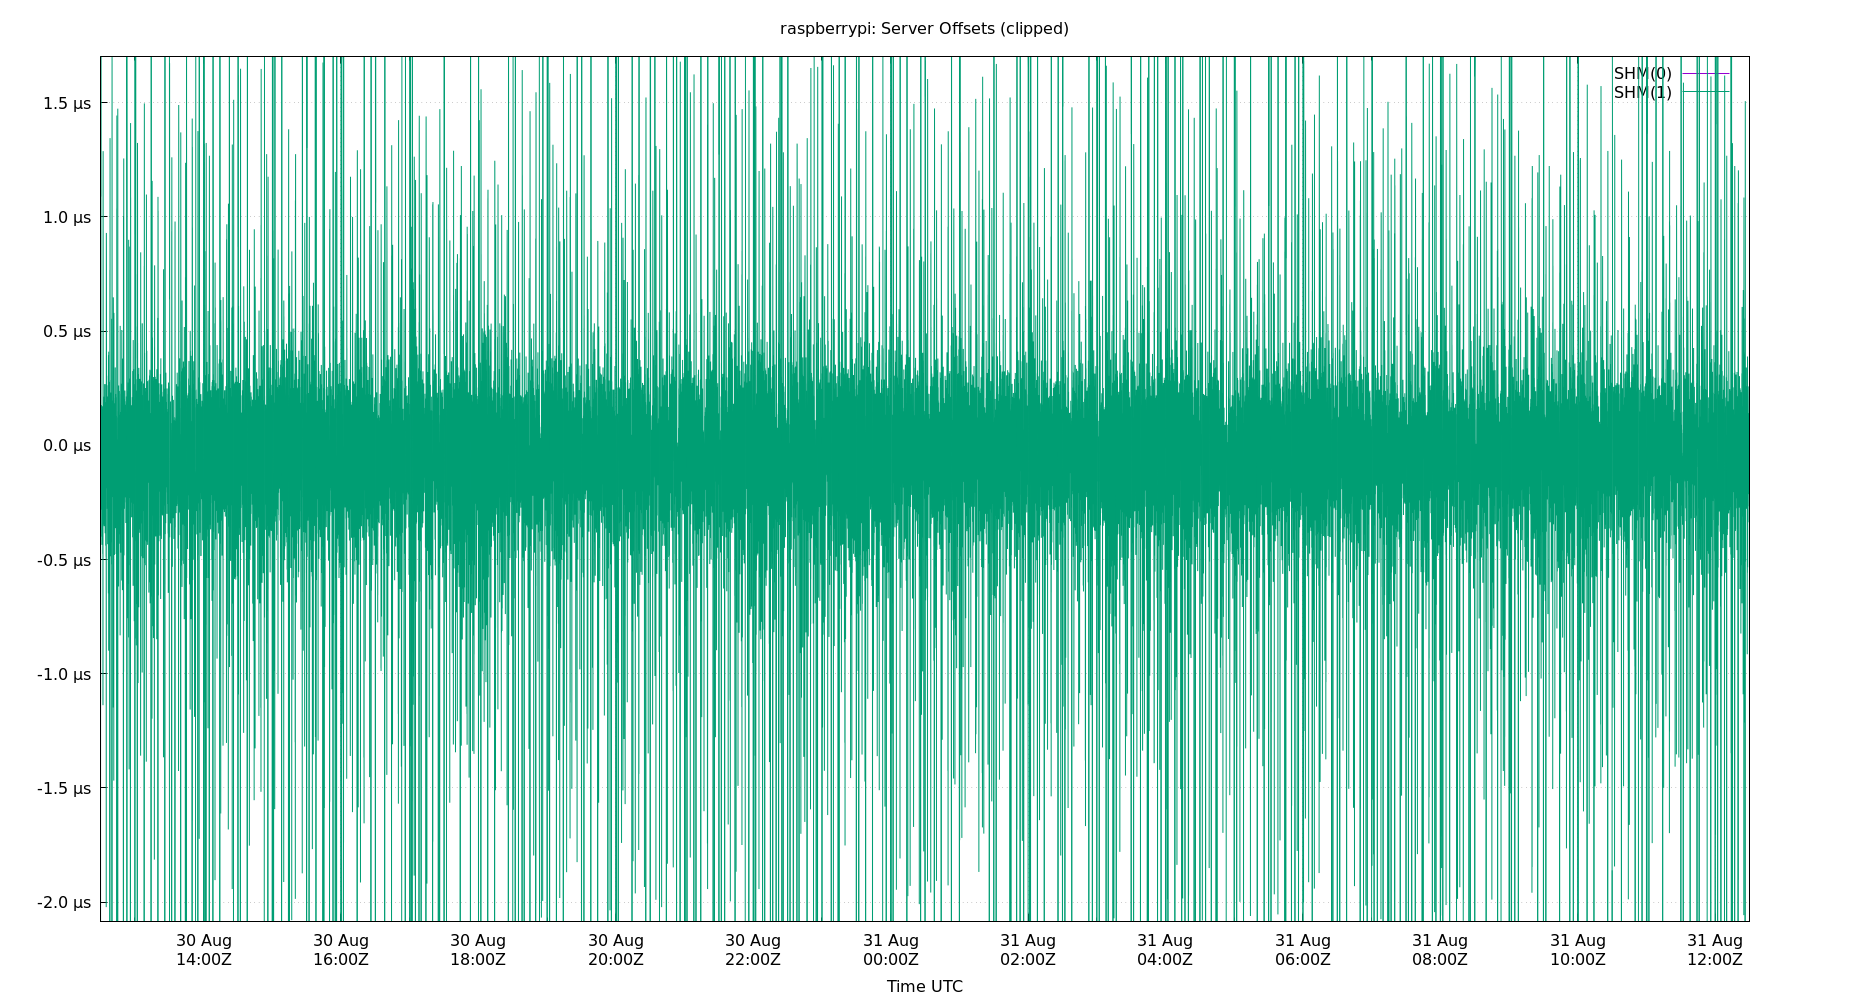 raspberrypi: Server Offsets (clipped)
SHM(0)
SHM(1)
1.5 µs
1.0 µs
0.5 µs
0.0 µs
-0.5 µs
-1.0 µs
-1.5 µs
-2.0 µs
30 Aug 30 Aug 30 Aug 30 Aug 30 Aug 31 Aug 31 Aug 31 Aug 31 Aug 31 Aug 31 Aug 31 Aug
14:00Z 16:00Z 18:00Z 20:00Z 22:00Z 00:00Z 02:00Z 04:00Z 06:00Z 08:00Z 10:00Z 12:00Z
Time UTC